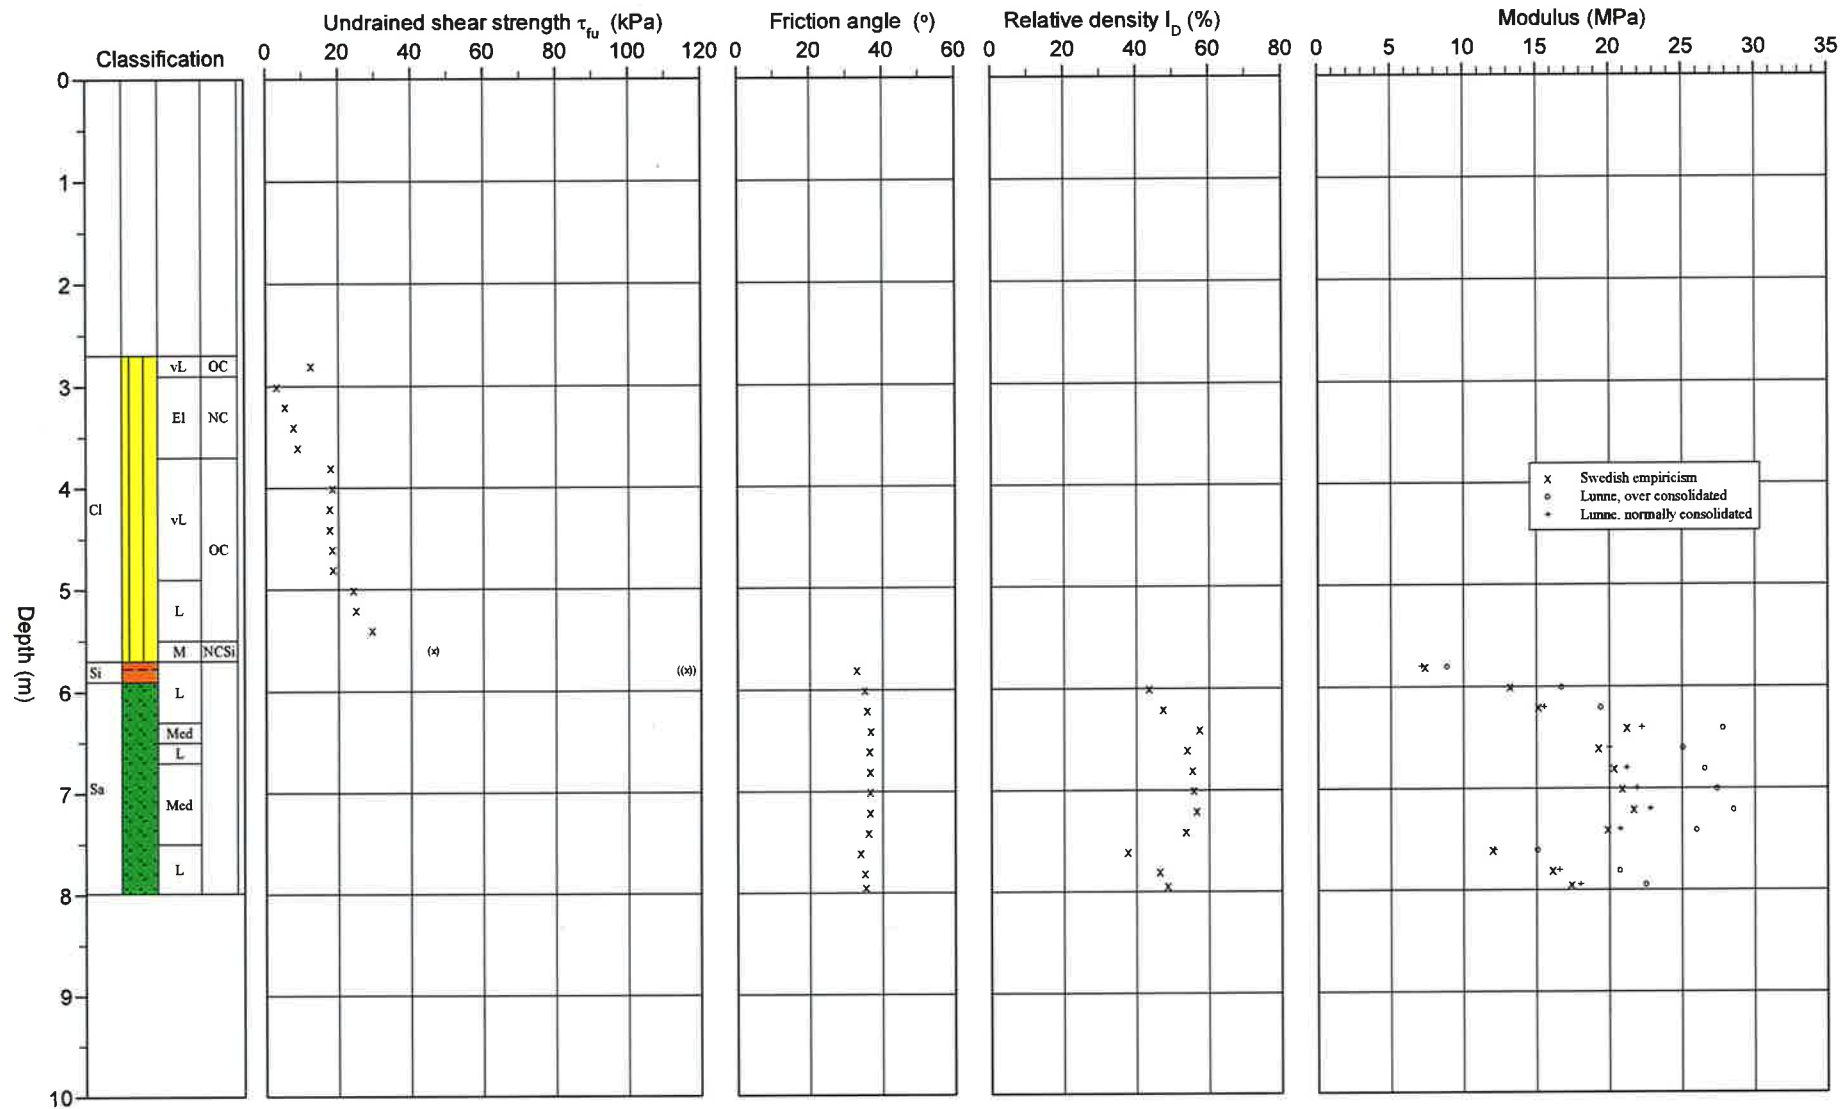 Undrained shear strength τfu (kPa)
Friction angle (°)
Relative density ID (%)
Modulus (MPa)
Classification
0 20 40 60 80 100 120
0 20 40 60
0 20 40 60 80
0 5 10 15 20 25 30 35
Depth (m)
0
1
2
3
4
5
6
7
8
9
10
Cl
Si
Sa
vL OC
El NC
vL
OC
L
M NCSi
L
Med
L
Med
L
(x)
((x))
x Swedish empiricism
o Lunne, over consolidated
+ Lunne. normally consolidated